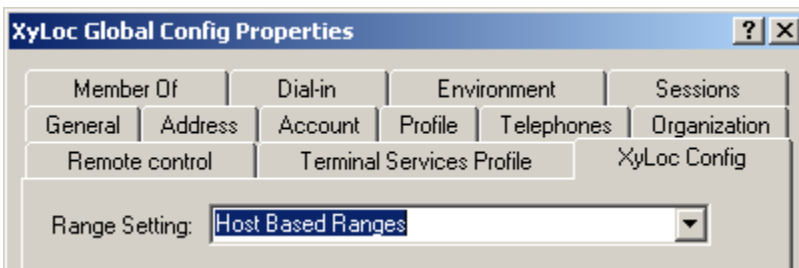 XyLoc Global Config Properties ? X
Member Of Dial-in Environment Sessions
General Address Account Profile Telephones Organization
Remote control Terminal Services Profile XyLoc Config
Range Setting: Host Based Ranges